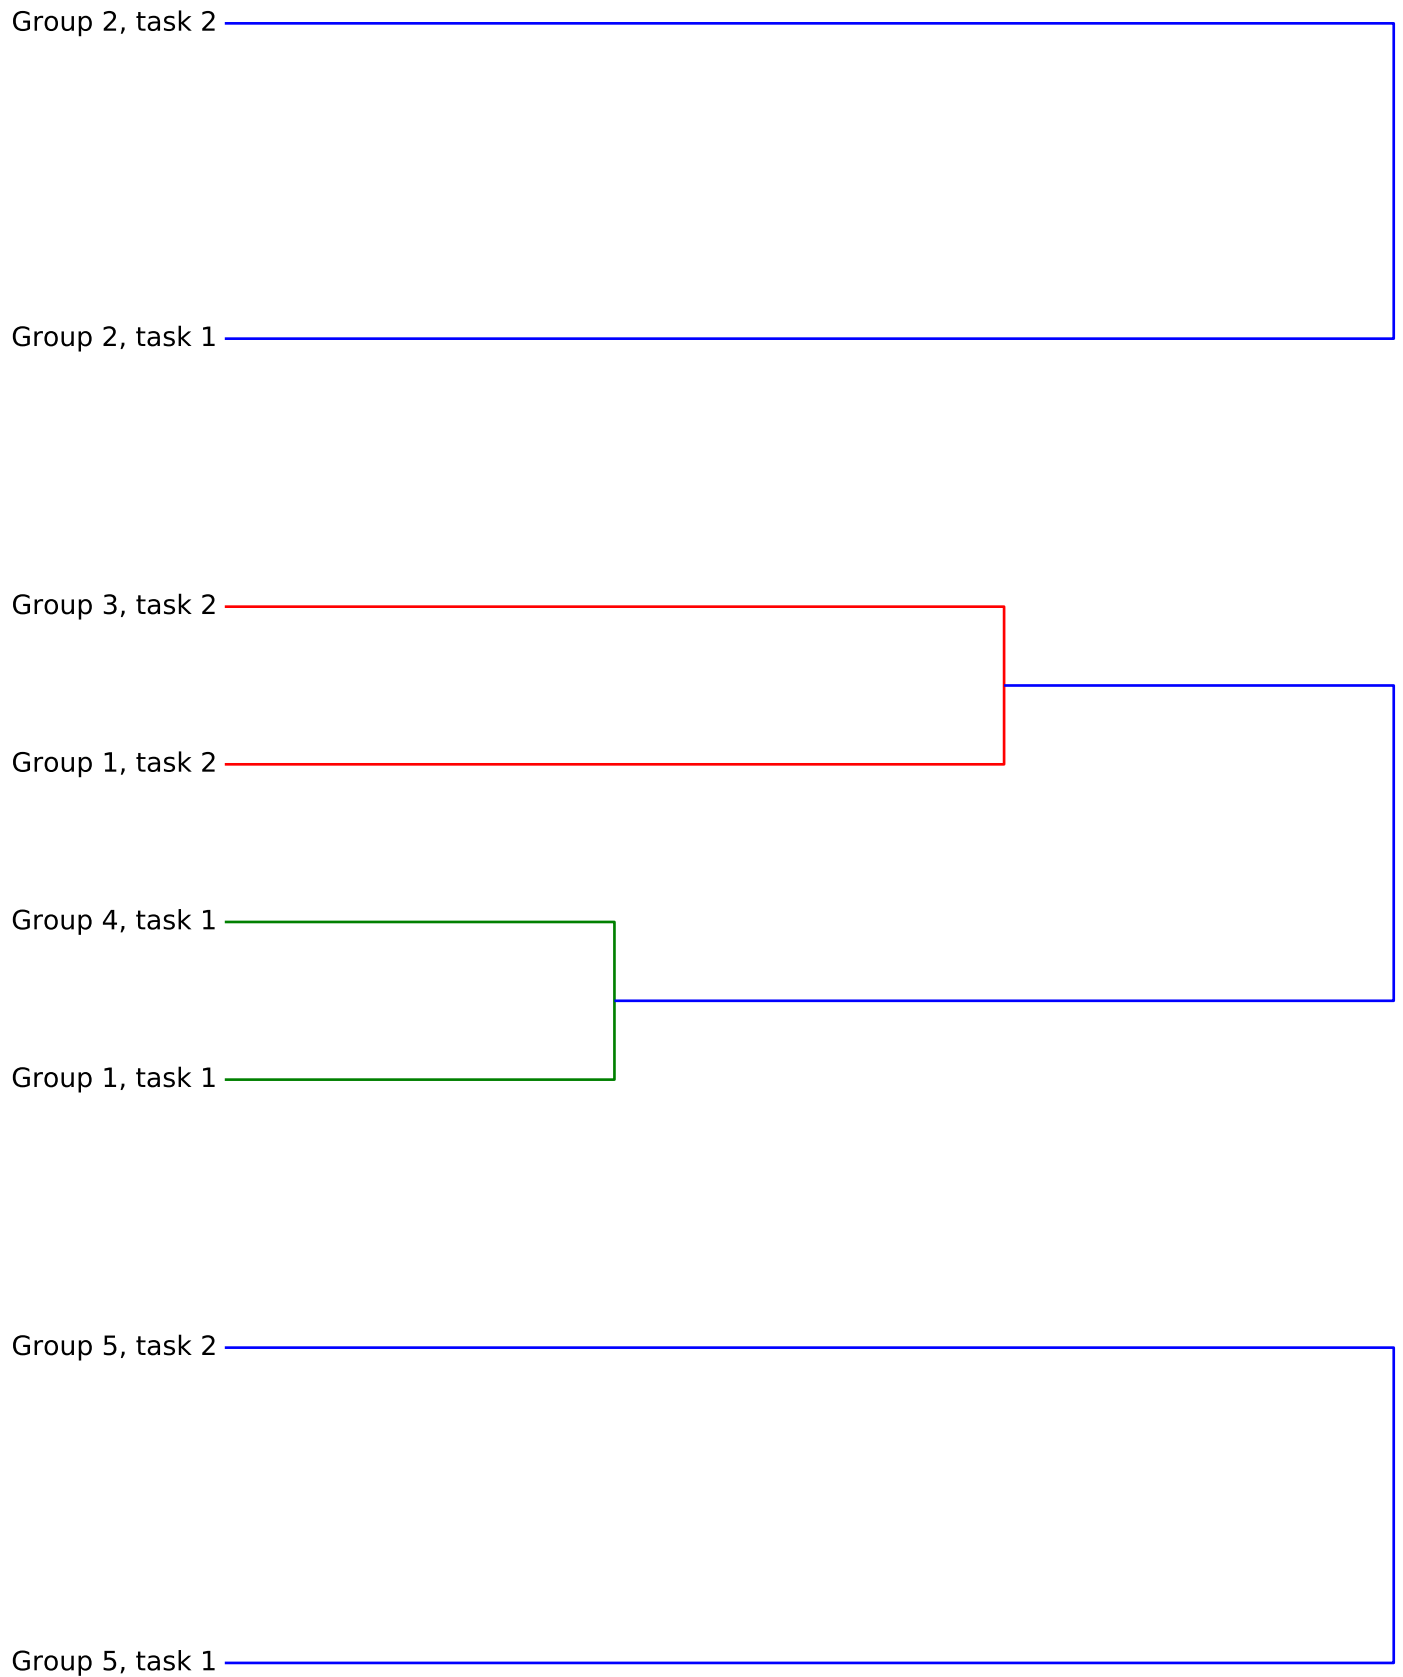 Group 2, task 2
Group 2, task 1
Group 3, task 2
Group 1, task 2
Group 4, task 1
Group 1, task 1
Group 5, task 2
Group 5, task 1